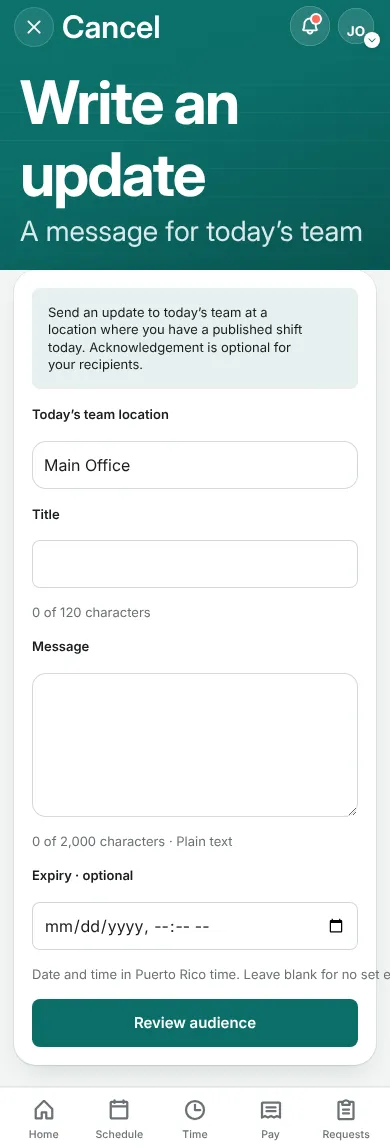 Cancel
JO
Write an
update
A message for today’s team
Send an update to today’s team at a
location where you have a published shift
today. Acknowledgement is optional for
your recipients.
Today’s team location
Main Office
Title
0 of 120 characters
Message
0 of 2,000 characters · Plain text
Expiry · optional
mm/dd/yyyy, --:-- --
Date and time in Puerto Rico time. Leave blank for no set
Review audience
Home
Schedule
Time
Pay
Requests